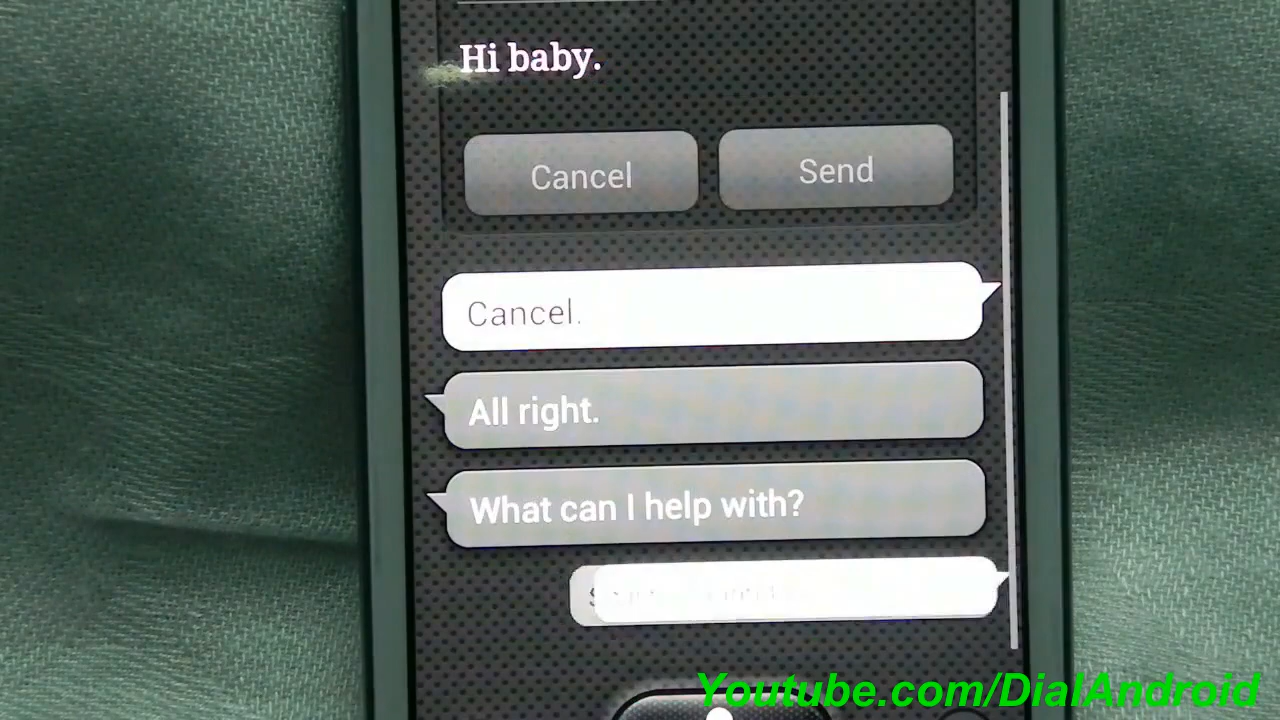 Hi baby.
Cancel
Send
Cancel.
All right.
What can I help with?
Youtube.com/DialAndroid